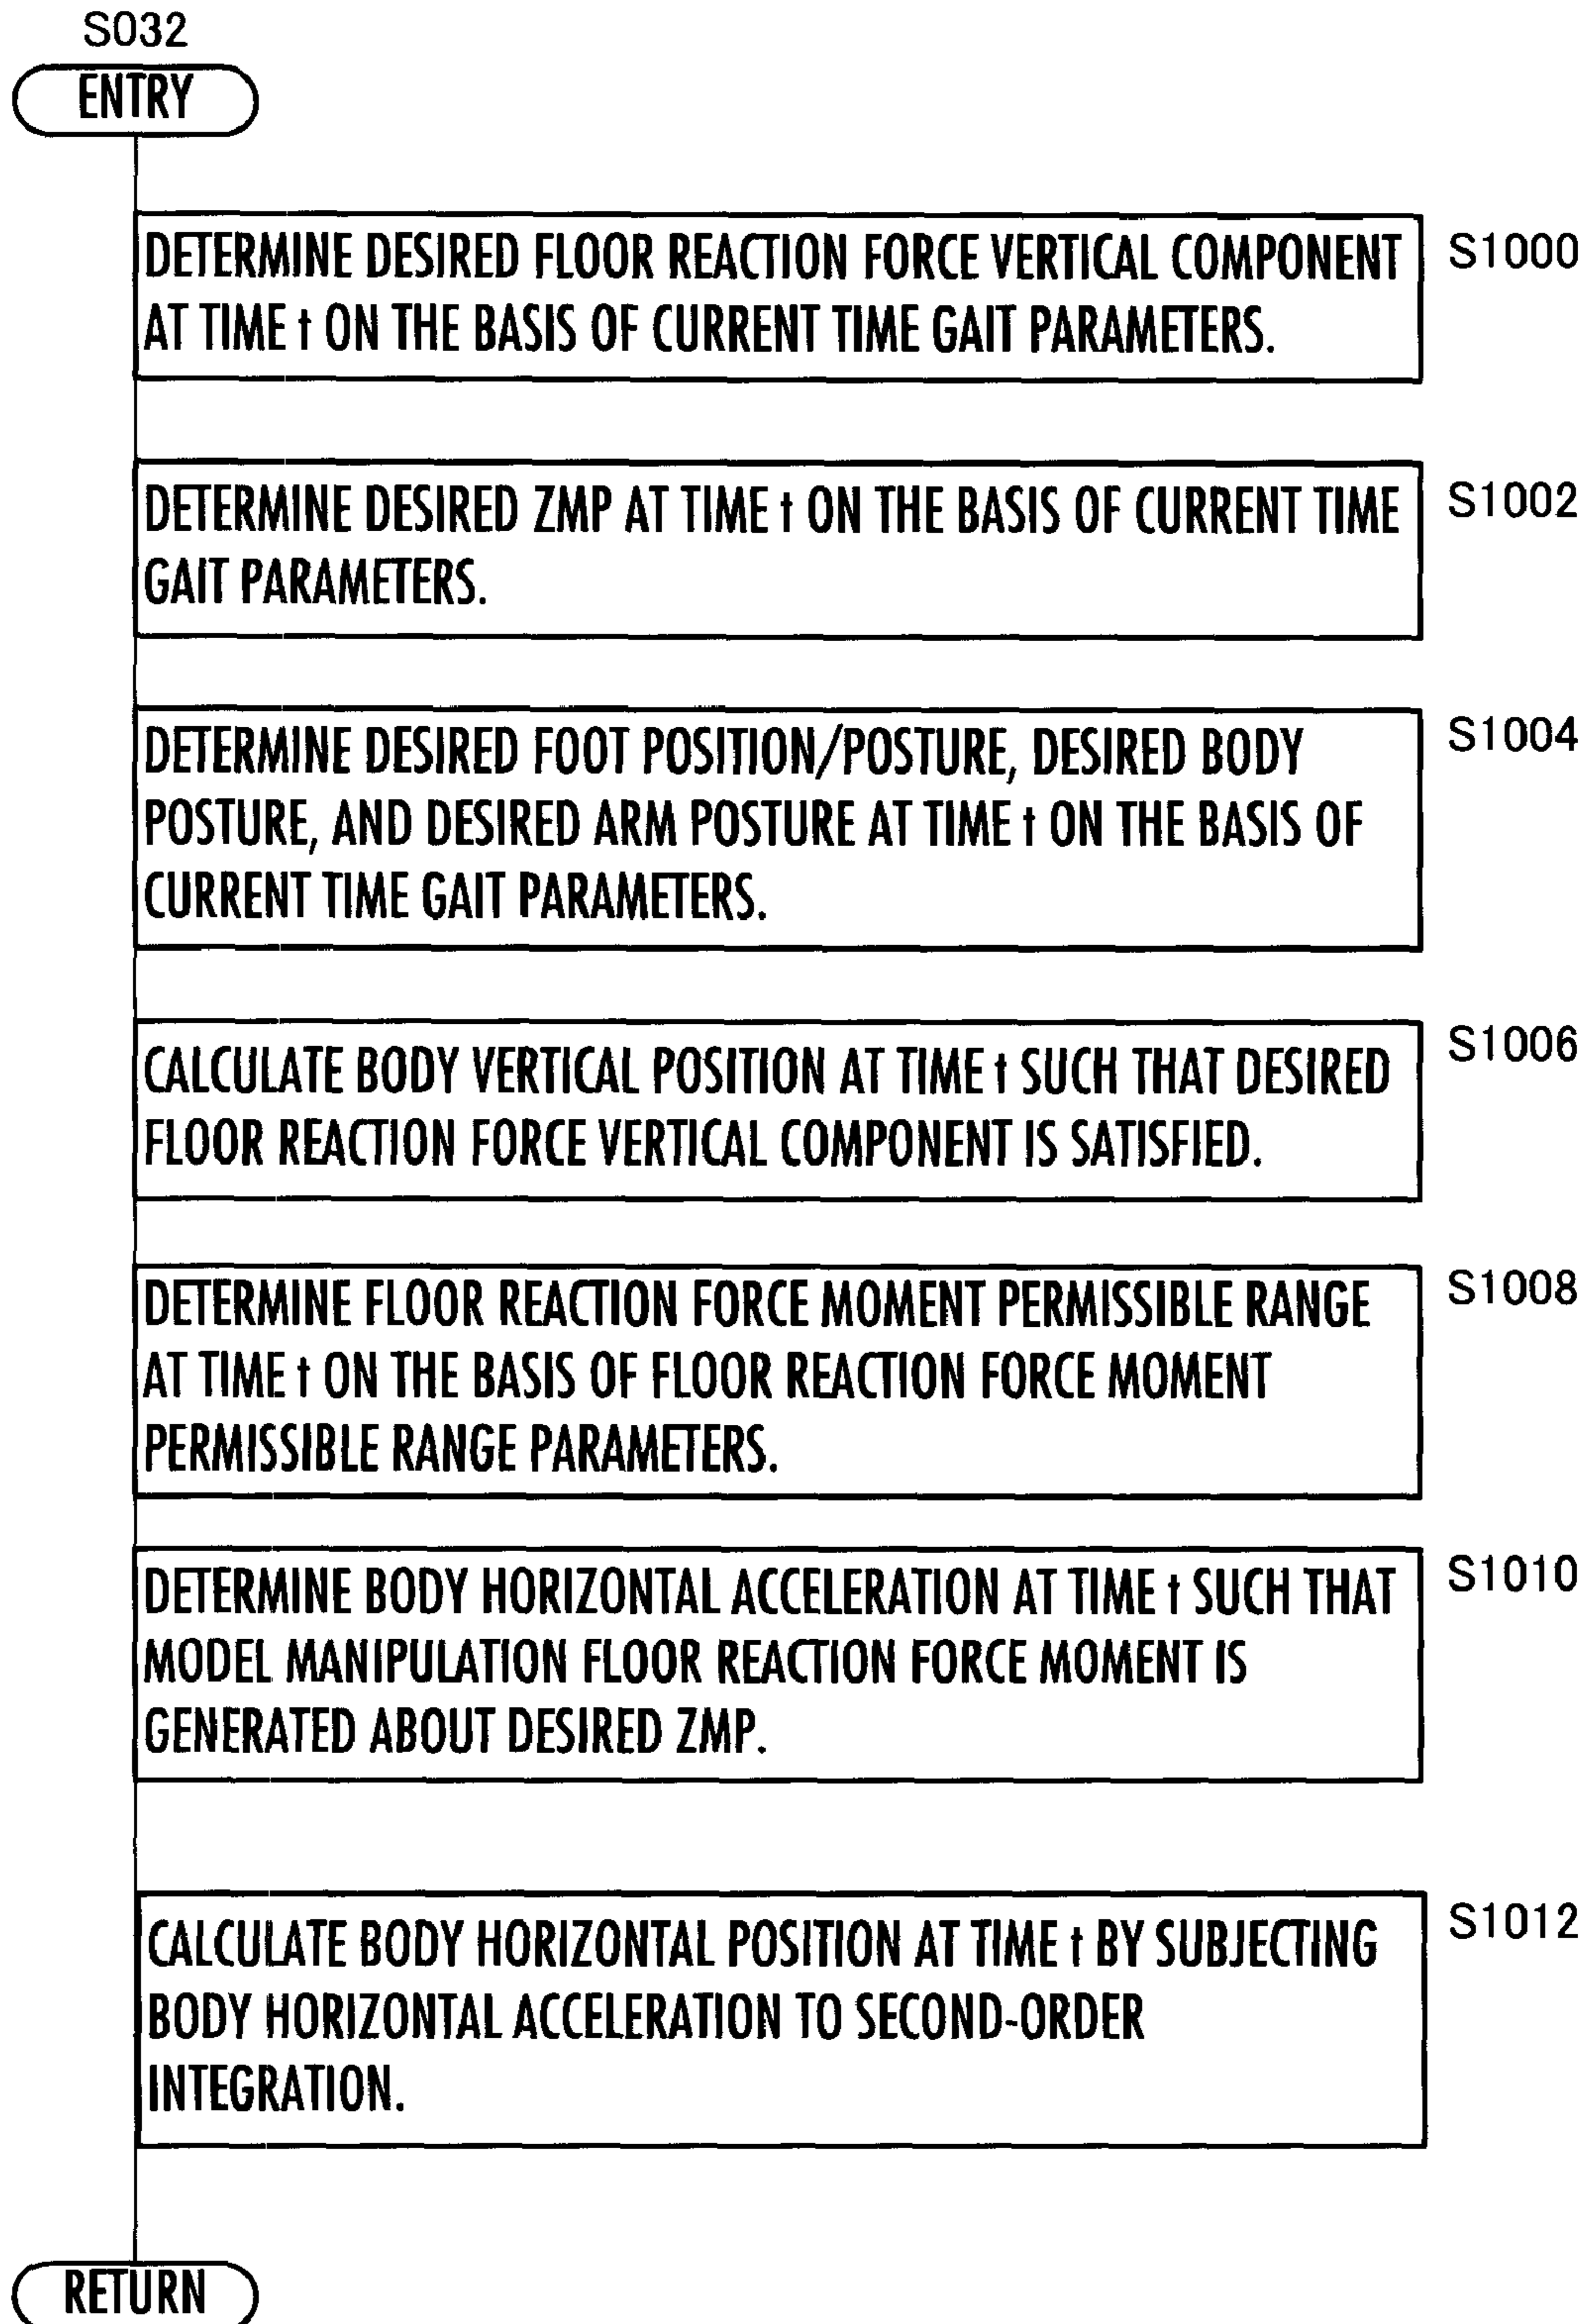 S032
ENTRY
DETERMINE DESIRED FLOOR REACTION FORCE VERTICAL COMPONENT
AT TIME t ON THE BASIS OF CURRENT TIME GAIT PARAMETERS.
S1000
DETERMINE DESIRED ZMP AT TIME t ON THE BASIS OF CURRENT TIME
GAIT PARAMETERS.
S1002
DETERMINE DESIRED FOOT POSITION/POSTURE, DESIRED BODY
POSTURE, AND DESIRED ARM POSTURE AT TIME t ON THE BASIS OF
CURRENT TIME GAIT PARAMETERS.
S1004
CALCULATE BODY VERTICAL POSITION AT TIME t SUCH THAT DESIRED
FLOOR REACTION FORCE VERTICAL COMPONENT IS SATISFIED.
S1006
DETERMINE FLOOR REACTION FORCE MOMENT PERMISSIBLE RANGE
AT TIME t ON THE BASIS OF FLOOR REACTION FORCE MOMENT
PERMISSIBLE RANGE PARAMETERS.
S1008
DETERMINE BODY HORIZONTAL ACCELERATION AT TIME t SUCH THAT
MODEL MANIPULATION FLOOR REACTION FORCE MOMENT IS
GENERATED ABOUT DESIRED ZMP.
S1010
CALCULATE BODY HORIZONTAL POSITION AT TIME t BY SUBJECTING
BODY HORIZONTAL ACCELERATION TO SECOND-ORDER
INTEGRATION.
S1012
RETURN